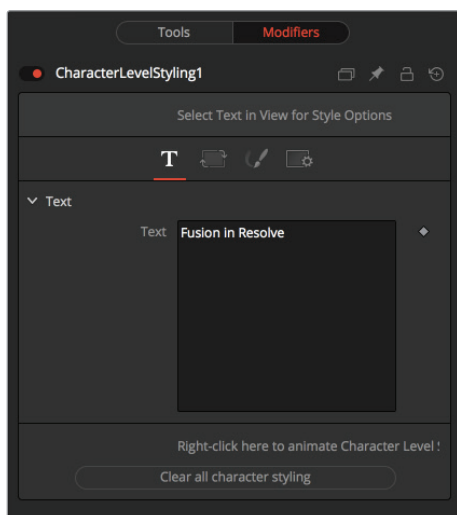 Tools Modifiers
CharacterLevelStyling1
Select Text in View for Style Options
T
Text
Text Fusion in Resolve
Right-click here to animate Character Level
Clear all character styling